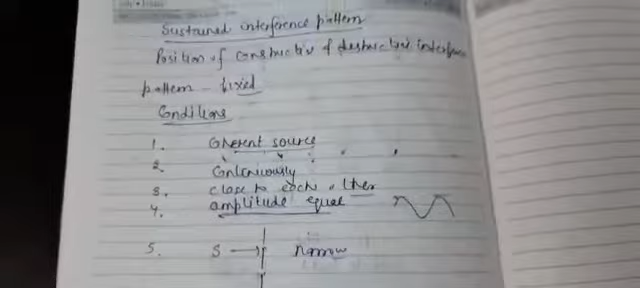 Sustained interference pattern
Position of constructive & destructive interference
pattern - fixed
Conditions
1. Coherent source
2. Continuously
3. close to each other
4. amplitude equal
5. S → narrow